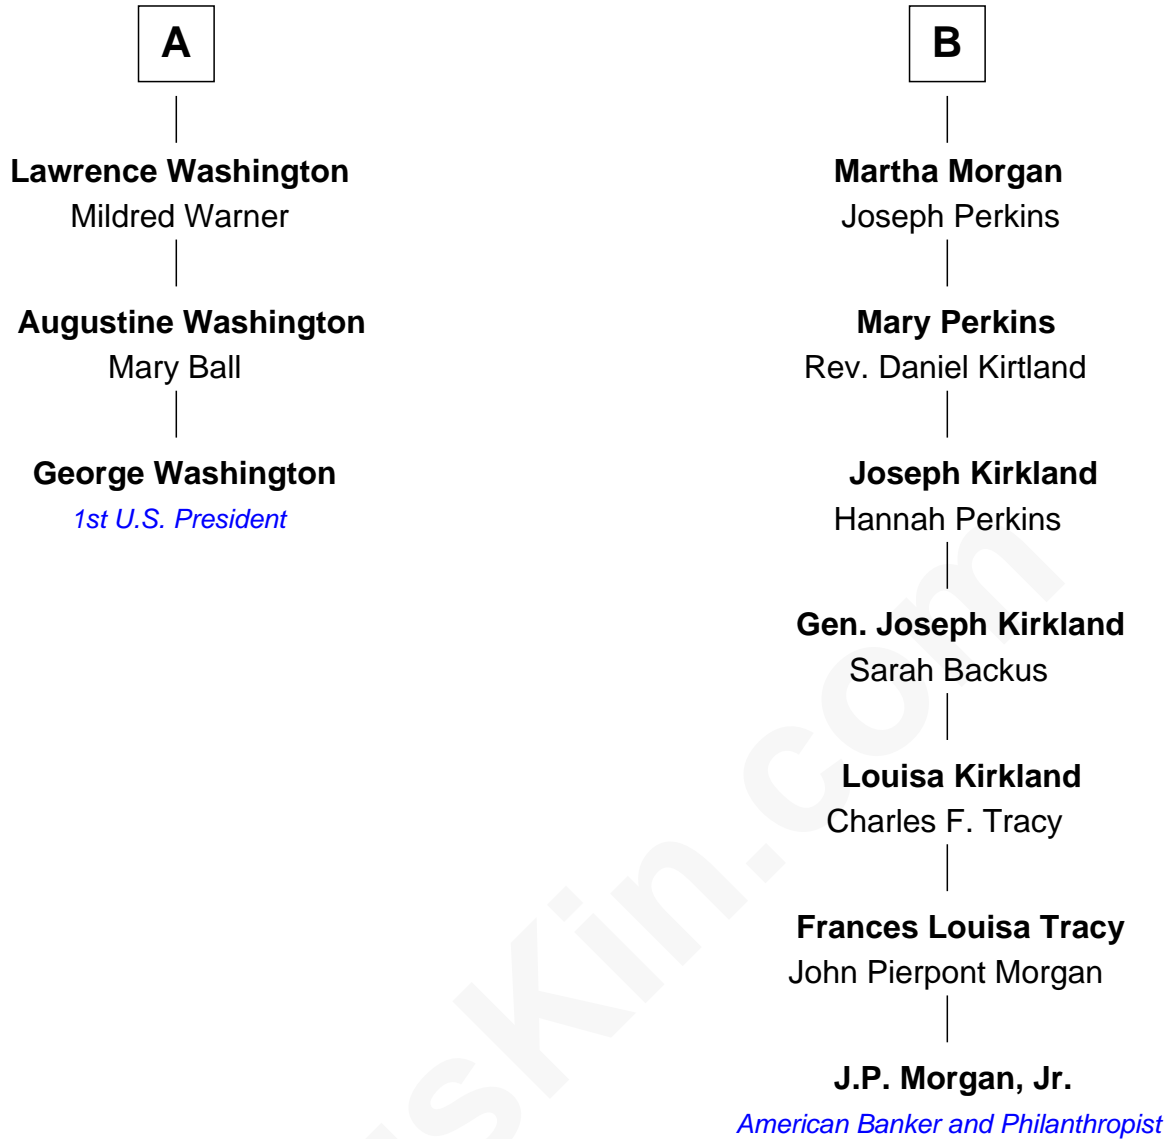 A
Lawrence Washington
Mildred Warner
Augustine Washington
Mary Ball
George Washington
1st U.S. President
B
Martha Morgan
Joseph Perkins
Mary Perkins
Rev. Daniel Kirtland
Joseph Kirkland
Hannah Perkins
Gen. Joseph Kirkland
Sarah Backus
Louisa Kirkland
Charles F. Tracy
Frances Louisa Tracy
John Pierpont Morgan
J.P. Morgan, Jr.
American Banker and Philanthropist